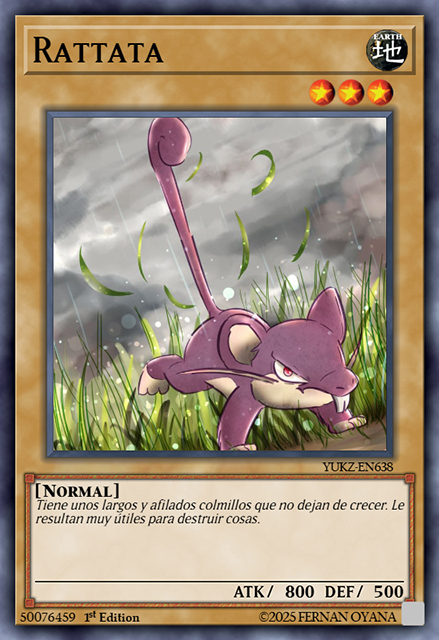 RATTATA
EARTH
地
YUKZ-EN638
[NORMAL]
Tiene unos largos y afilados colmillos que no dejan de crecer. Le
resultan muy útiles para destruir cosas.
ATK/ 800 DEF/ 500
50076459 1st Edition ©2025 FERNAN OYANA